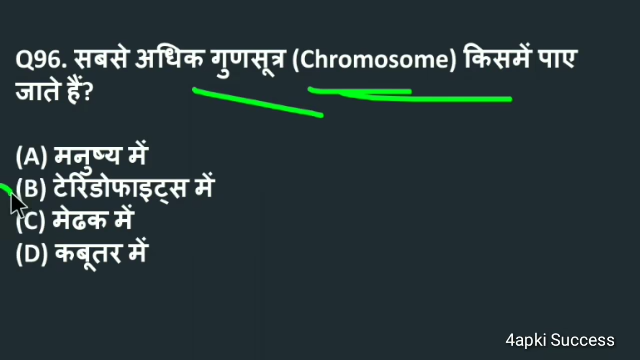 Q96. सबसे अधिक गुणसूत्र (Chromosome) किसमें पाए
जाते हैं?
(A) मनुष्य में
(B) टेरिडोफाइट्स में
(C) मेढक में
(D) कबूतर में
4apki Success